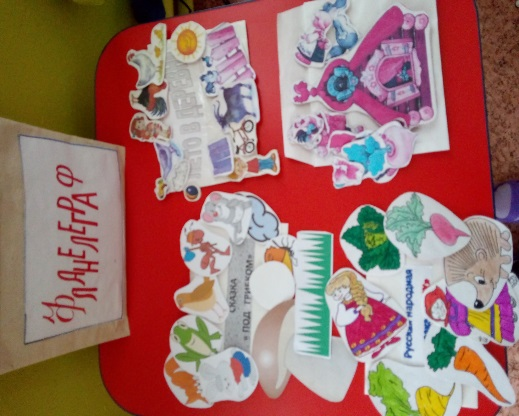 ФЛАНЕЛЕГРАФ
В
СКАЗКА
« ПОД ГРИБКОМ»
Русская народная